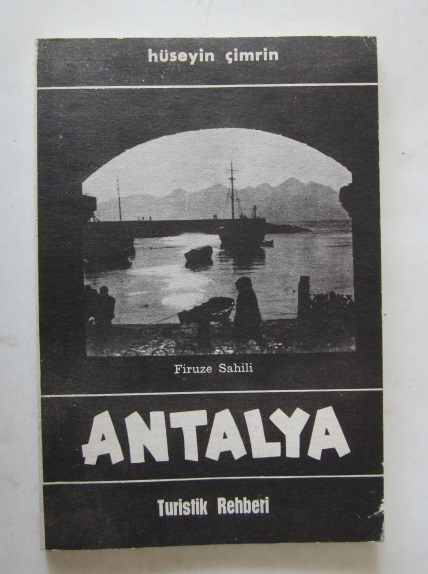 hüseyin çimrin
Firuze Sahili
ANTALYA
Turistik Rehberi